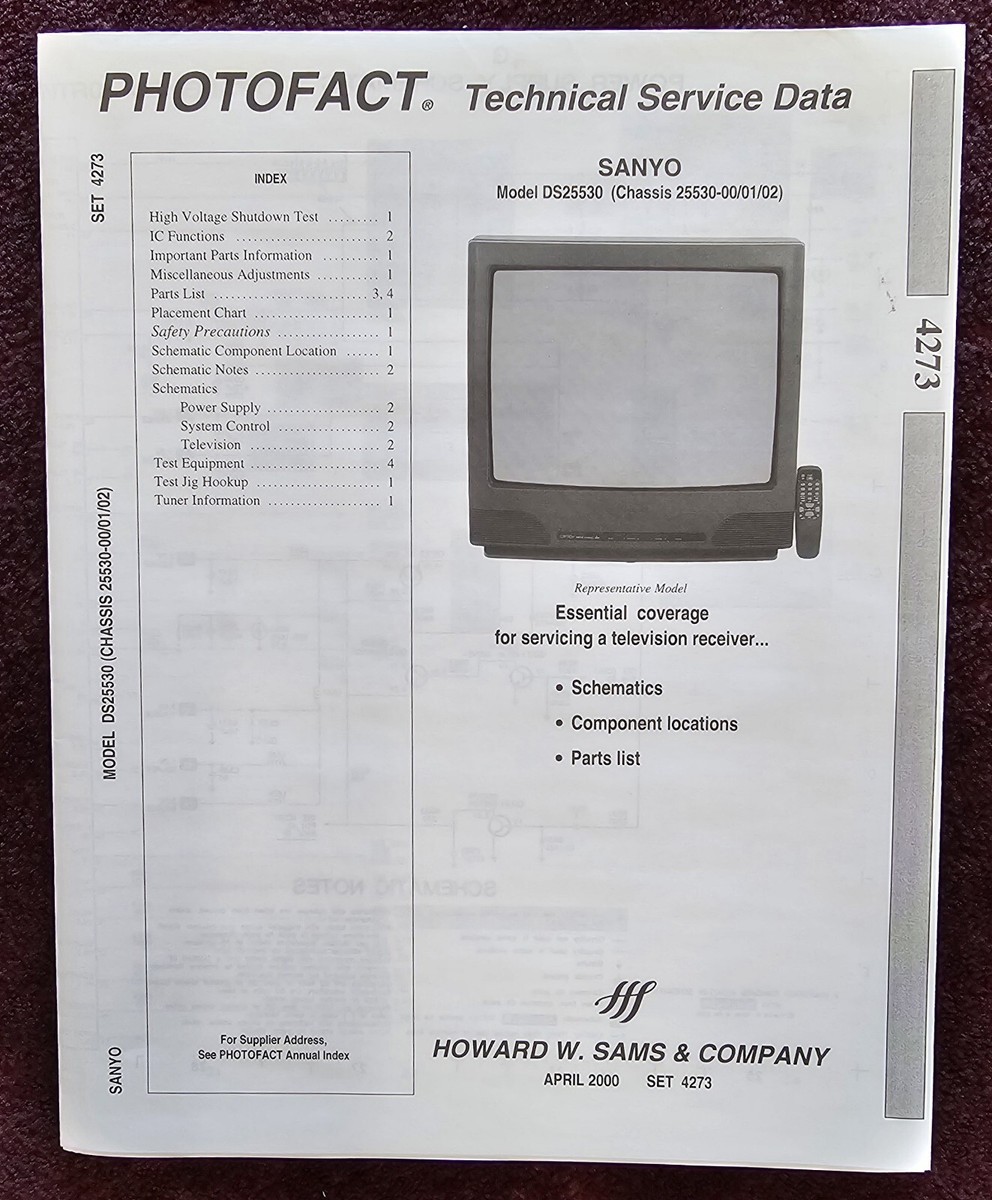 PHOTOFACT® Technical Service Data
SET 4273
MODEL DS25530 (CHASSIS 25530-00/01/02)
SANYO
INDEX
High Voltage Shutdown Test ......... 1
IC Functions ......................... 2
Important Parts Information .......... 1
Miscellaneous Adjustments ........... 1
Parts List ........................... 3, 4
Placement Chart ...................... 1
Safety Precautions .................. 1
Schematic Component Location ...... 1
Schematic Notes ...................... 2
Schematics
Power Supply .................... 2
System Control .................. 2
Television ....................... 2
Test Equipment ....................... 4
Test Jig Hookup ...................... 1
Tuner Information .................... 1
For Supplier Address,
See PHOTOFACT Annual Index
SANYO
Model DS25530 (Chassis 25530-00/01/02)
Representative Model
Essential coverage
for servicing a television receiver...
• Schematics
• Component locations
• Parts list
HOWARD W. SAMS & COMPANY
APRIL 2000 SET 4273
4273
SCHEMATIC NOTES